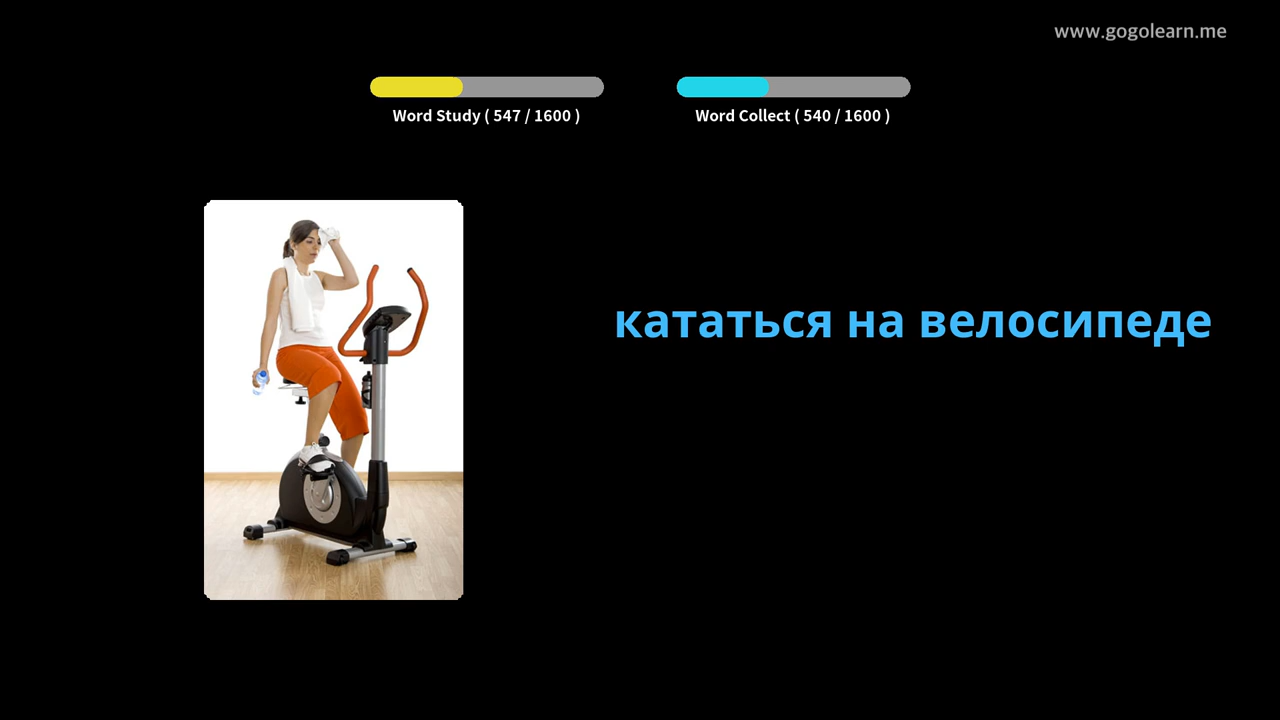 www.gogolearn.me
Word Study ( 547 / 1600 )
Word Collect ( 540 / 1600 )
кататься на велосипеде